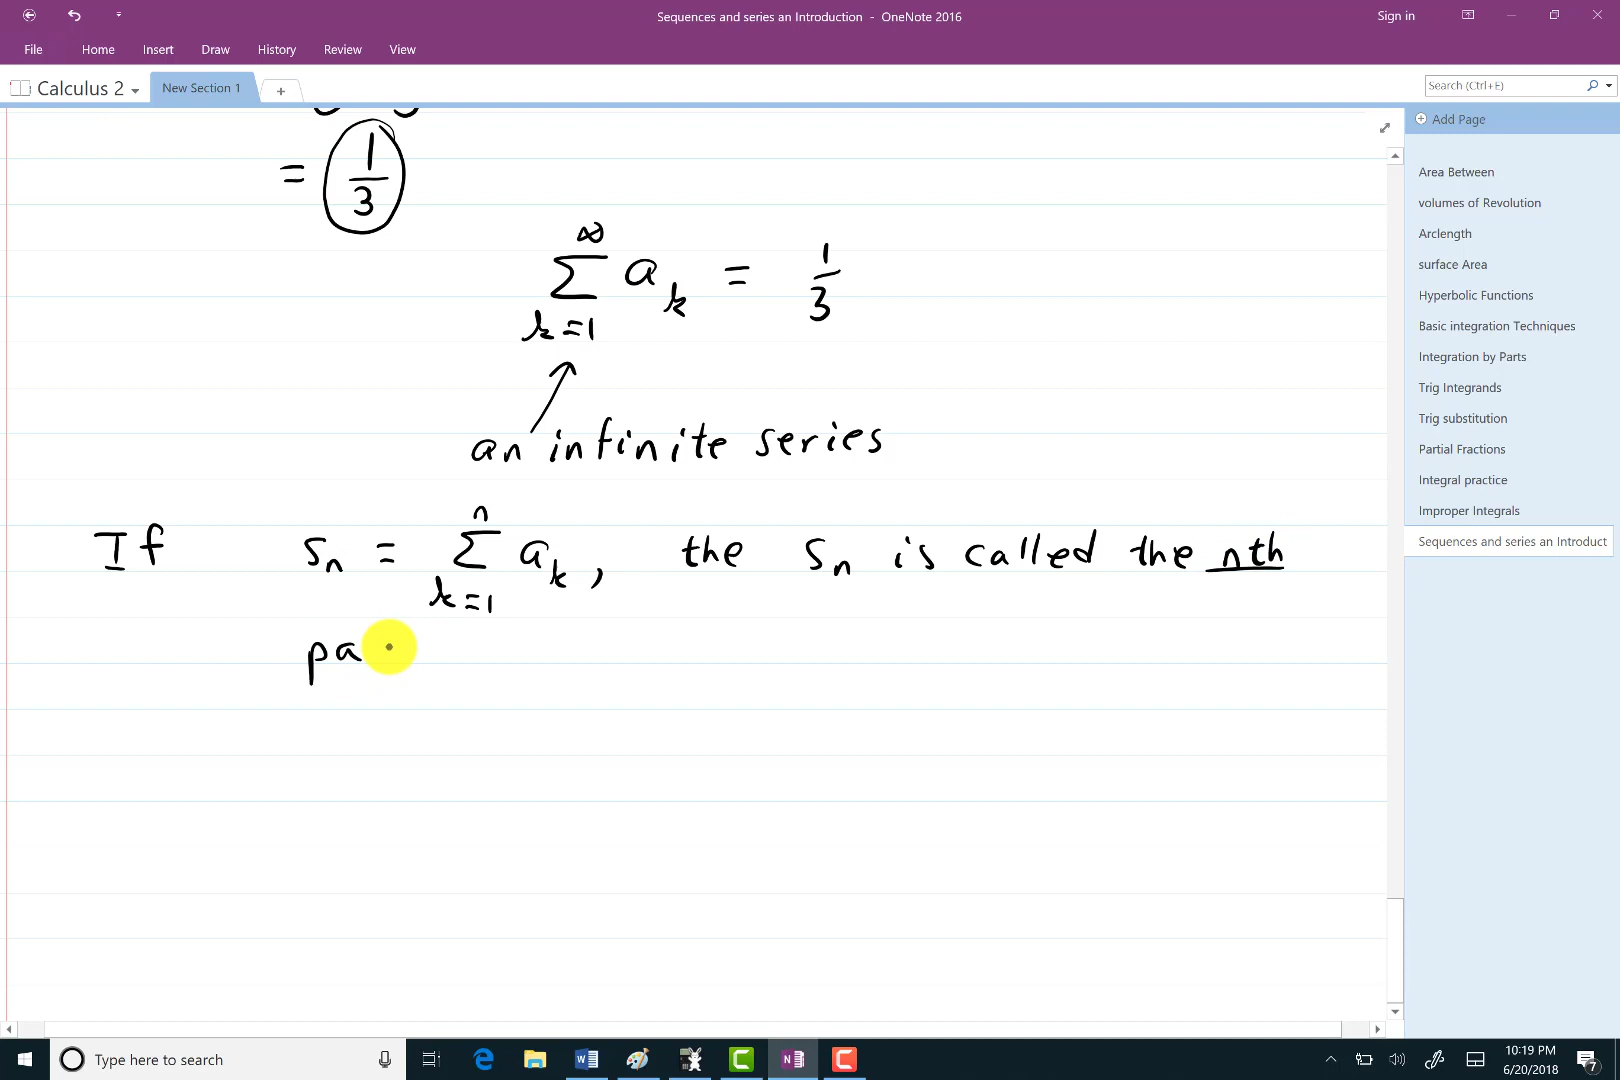 Sequences and series an Introduction - OneNote 2016
Sign in
File Home Insert Draw History Review View
Calculus 2
New Section 1
+
Search (Ctrl+E)
Add Page
Area Between
volumes of Revolution
Arclength
surface Area
Hyperbolic Functions
Basic integration Techniques
Integration by Parts
Trig Integrands
Trig substitution
Partial Fractions
Integral practice
Improper Integrals
Sequences and series an Introduct
= 1/3
∞
∑ a_k = 1/3
k=1
an infinite series
n
If S_n = ∑ a_k, the S_n is called the nth
k=1
pa
Type here to search
10:19 PM
6/20/2018
7